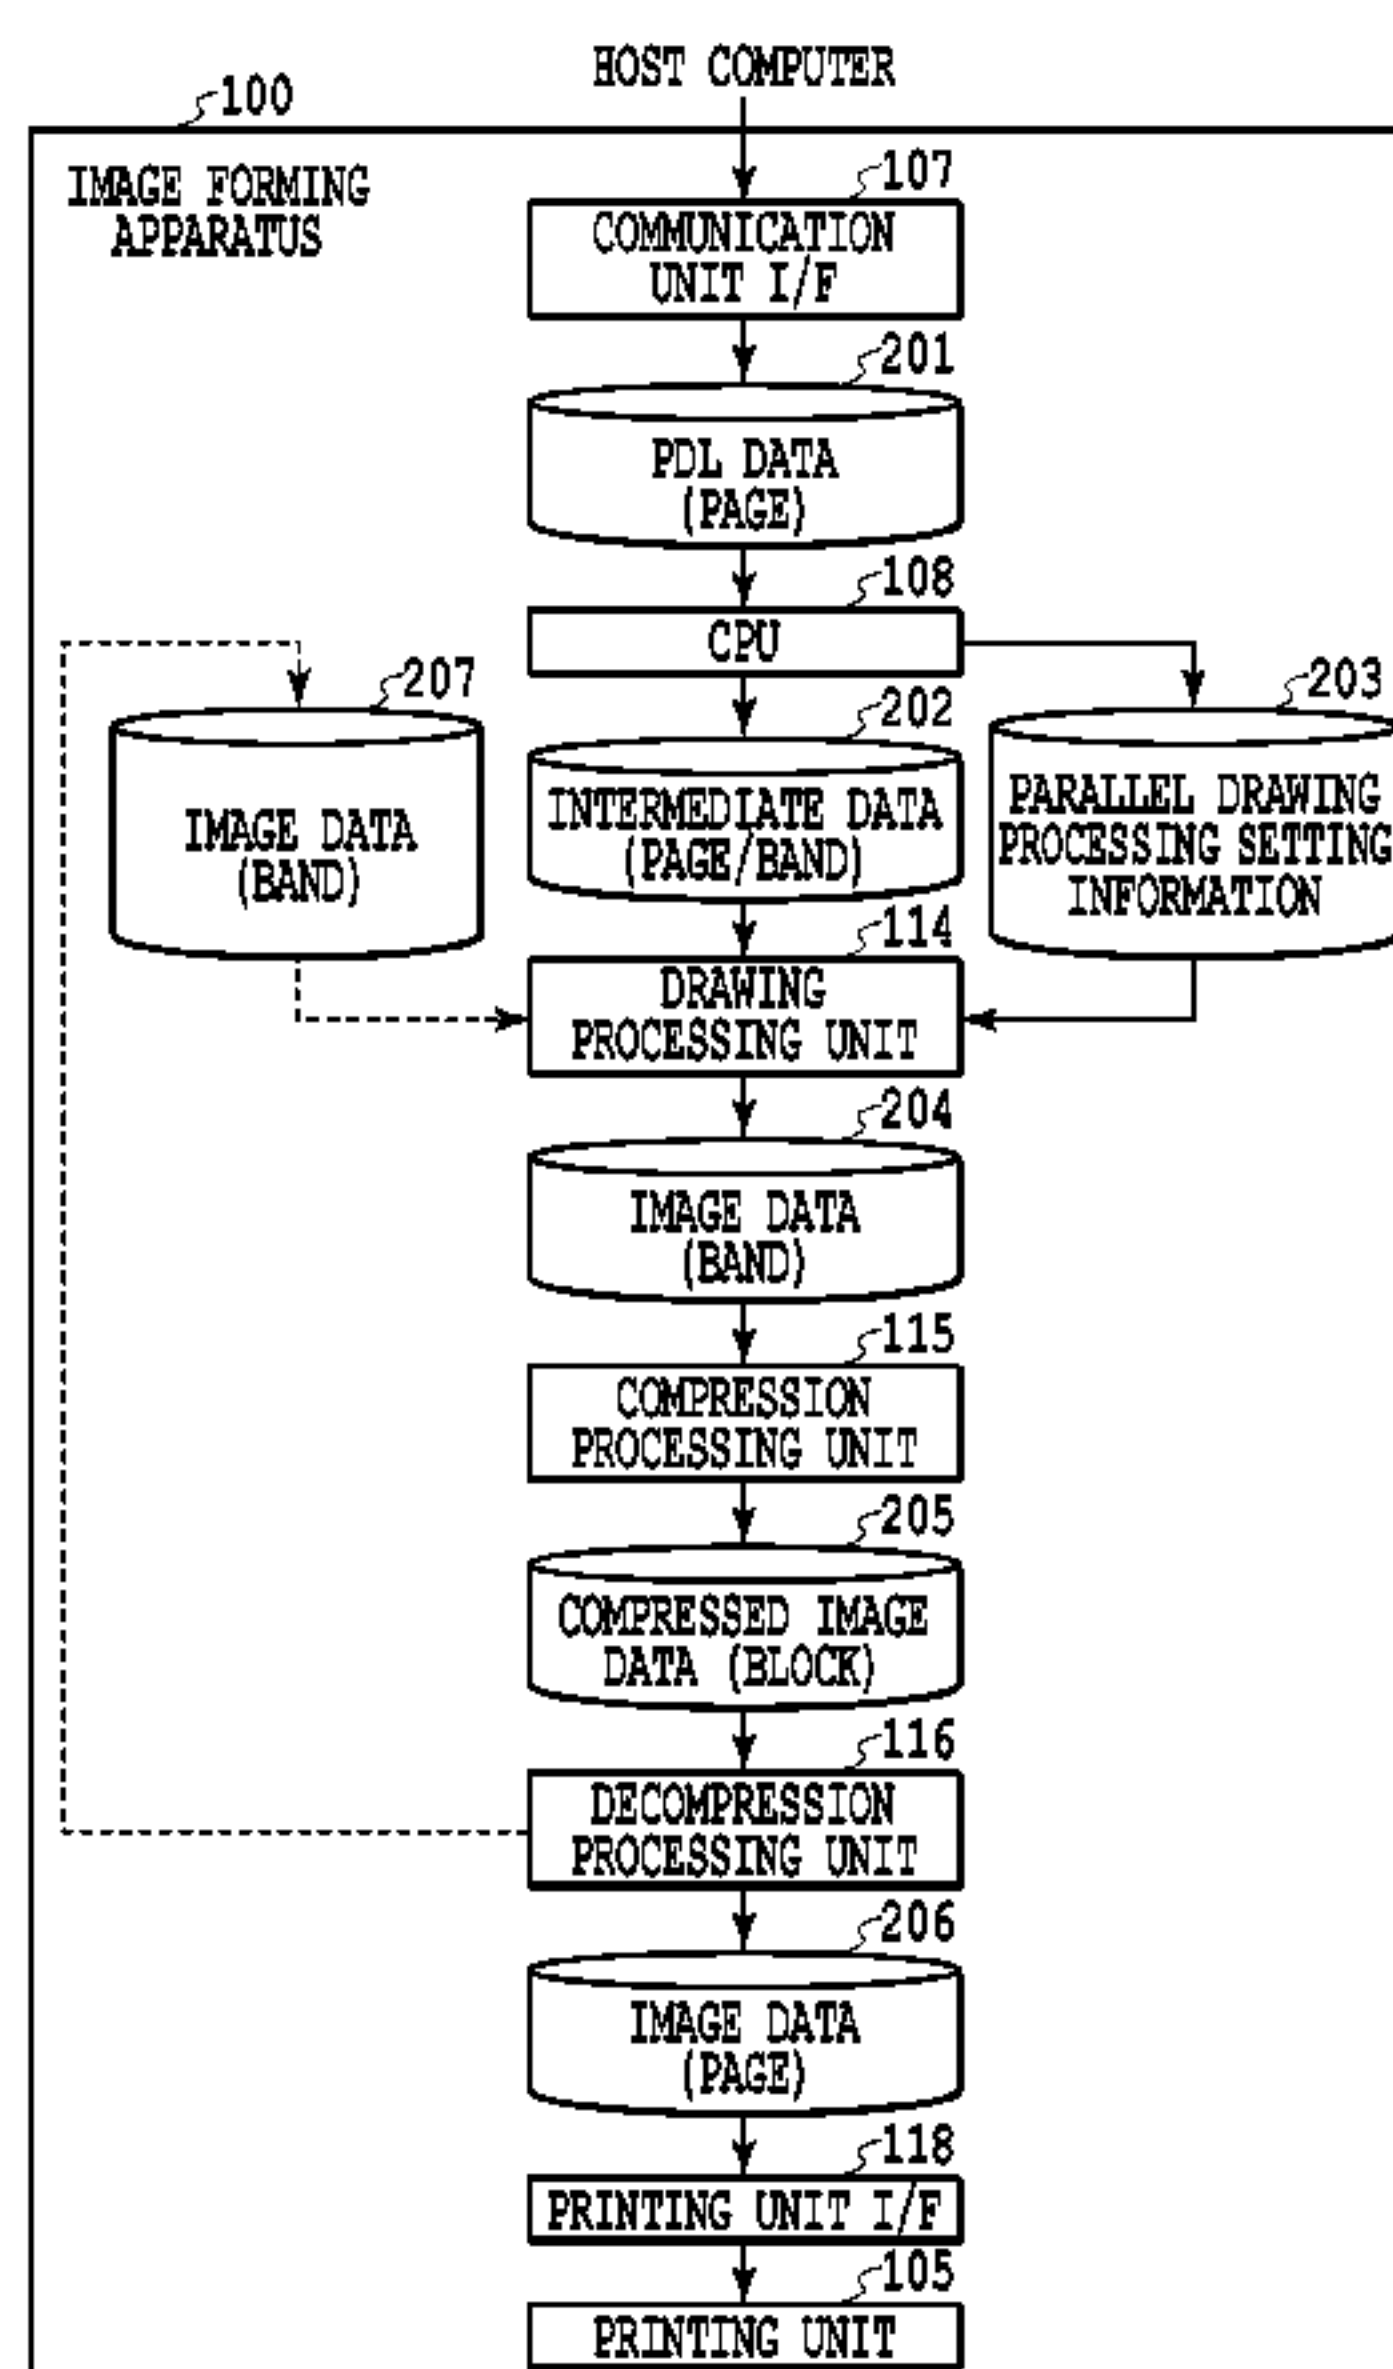 HOST COMPUTER
100
IMAGE FORMING
APPARATUS
107
COMMUNICATION
UNIT I/F
201
PDL DATA
(PAGE)
108
CPU
207
IMAGE DATA
(BAND)
202
INTERMEDIATE DATA
(PAGE/BAND)
203
PARALLEL DRAWING
PROCESSING SETTING
INFORMATION
114
DRAWING
PROCESSING UNIT
204
IMAGE DATA
(BAND)
115
COMPRESSION
PROCESSING UNIT
205
COMPRESSED IMAGE
DATA (BLOCK)
116
DECOMPRESSION
PROCESSING UNIT
206
IMAGE DATA
(PAGE)
118
PRINTING UNIT I/F
105
PRINTING UNIT